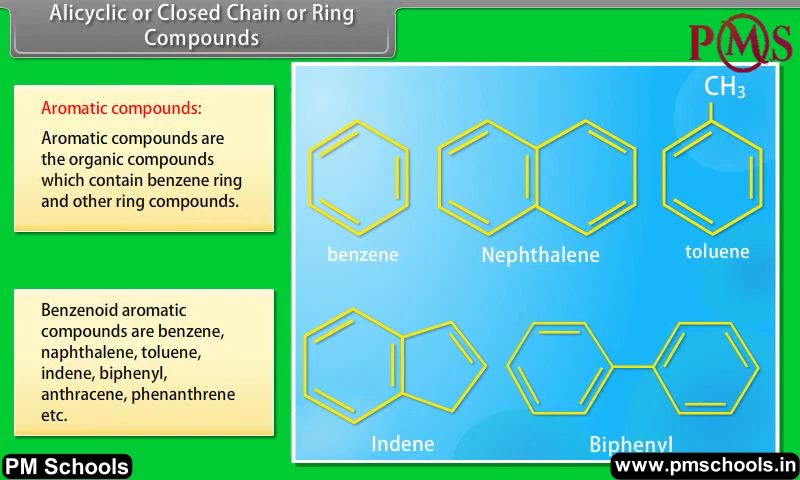 Alicyclic or Closed Chain or Ring
Compounds
PMS
Aromatic compounds:
Aromatic compounds are
the organic compounds
which contain benzene ring
and other ring compounds.
CH3
benzene
Nephthalene
toluene
Benzenoid aromatic
compounds are benzene,
naphthalene, toluene,
indene, biphenyl,
anthracene, phenanthrene
etc.
Indene
Biphenyl
PM Schools
www.pmschools.in